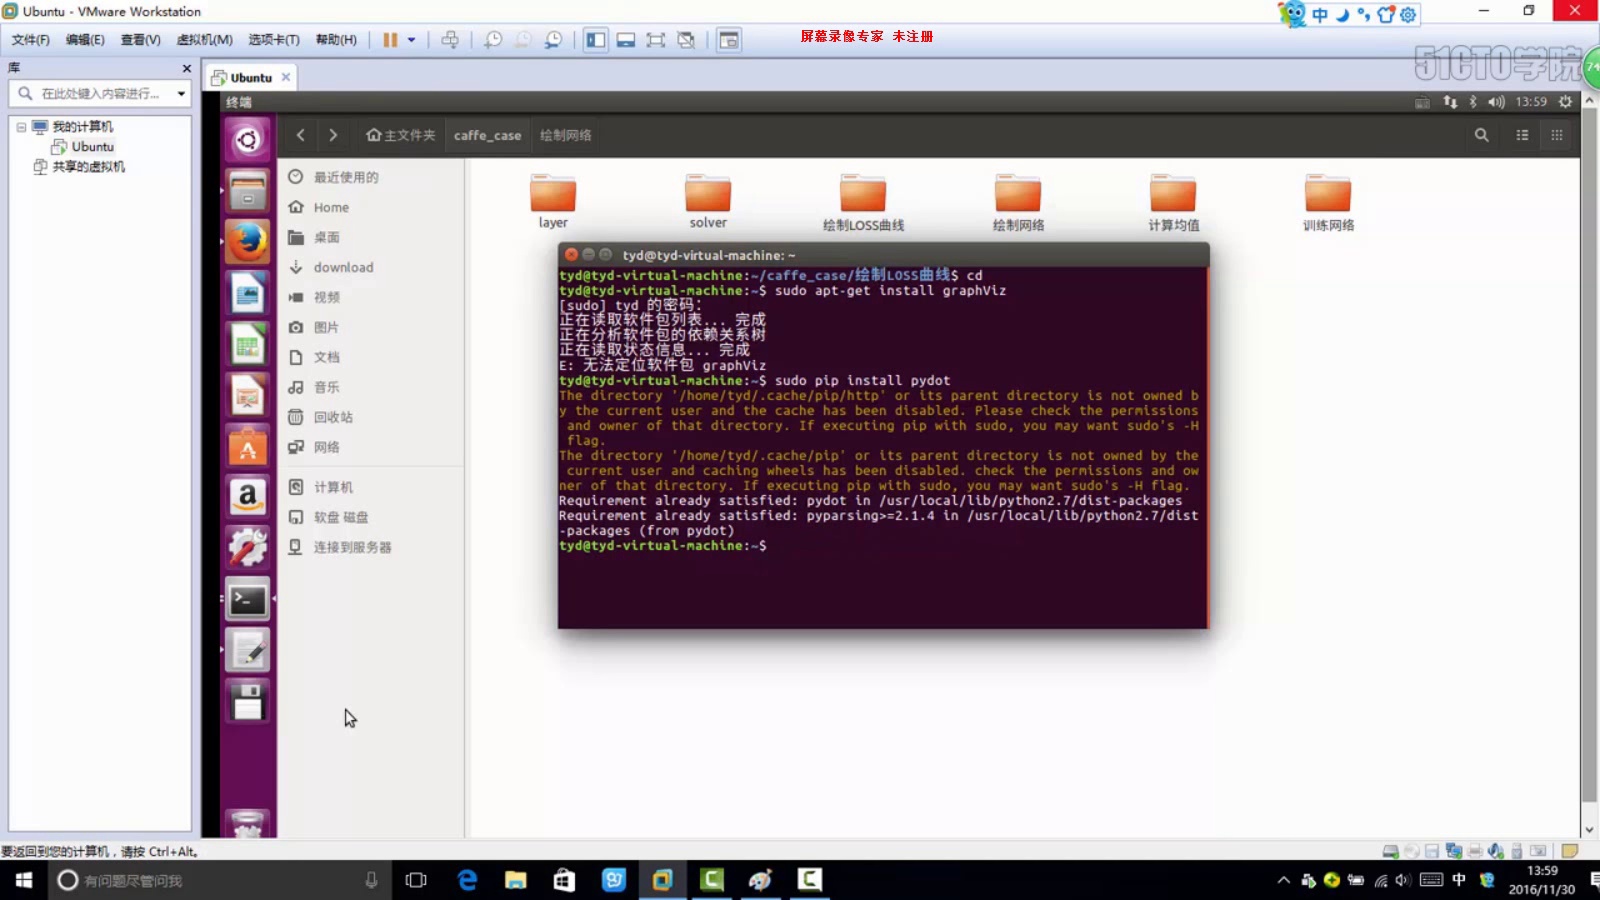 Ubuntu - VMware Workstation
中
文件(F) 编辑(E) 查看(V) 虚拟机(M) 选项卡(T) 帮助(H)
屏幕录像专家 未注册
51CTO学院
74
库
Ubuntu
在此处键入内容进行...
我的计算机
Ubuntu
共享的虚拟机
终端
13:59
主文件夹 caffe_case 绘制网络
最近使用的
Home
桌面
download
视频
图片
文档
音乐
回收站
网络
计算机
软盘 磁盘
连接到服务器
layer solver 绘制LOSS曲线 绘制网络 计算均值 训练网络
tyd@tyd-virtual-machine: ~
tyd@tyd-virtual-machine:~/caffe_case/绘制LOSS曲线$ cd
tyd@tyd-virtual-machine:~$ sudo apt-get install graphViz
[sudo] tyd 的密码:
正在读取软件包列表... 完成
正在分析软件包的依赖关系树
正在读取状态信息... 完成
E: 无法定位软件包 graphViz
tyd@tyd-virtual-machine:~$ sudo pip install pydot
The directory '/home/tyd/.cache/pip/http' or its parent directory is not owned b
y the current user and the cache has been disabled. Please check the permissions
 and owner of that directory. If executing pip with sudo, you may want sudo's -H
 flag.
The directory '/home/tyd/.cache/pip' or its parent directory is not owned by the
 current user and caching wheels has been disabled. check the permissions and ow
ner of that directory. If executing pip with sudo, you may want sudo's -H flag.
Requirement already satisfied: pydot in /usr/local/lib/python2.7/dist-packages
Requirement already satisfied: pyparsing>=2.1.4 in /usr/local/lib/python2.7/dist
-packages (from pydot)
tyd@tyd-virtual-machine:~$
要返回到您的计算机，请按 Ctrl+Alt。
有问题尽管问我
中
13:59
2016/11/30